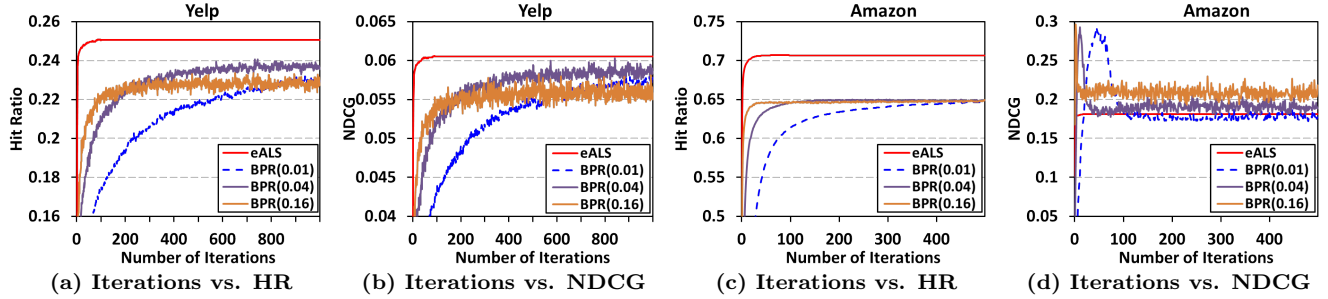 Yelp
0.26
0.24
0.22
0.2
0.18
0.16
Hit Ratio
eALS
BPR(0.01)
BPR(0.04)
BPR(0.16)
0 200 400 600 800
Number of Iterations
(a) Iterations vs. HR
Yelp
0.065
0.06
0.055
0.05
0.045
0.04
NDCG
eALS
BPR(0.01)
BPR(0.04)
BPR(0.16)
0 200 400 600 800
Number of Iterations
(b) Iterations vs. NDCG
Amazon
0.75
0.7
0.65
0.6
0.55
0.5
Hit Ratio
eALS
BPR(0.01)
BPR(0.04)
BPR(0.16)
0 100 200 300 400
Number of Iterations
(c) Iterations vs. HR
Amazon
0.3
0.25
0.2
0.15
0.1
0.05
NDCG
eALS
BPR(0.01)
BPR(0.04)
BPR(0.16)
0 100 200 300 400
Number of Iterations
(d) Iterations vs. NDCG